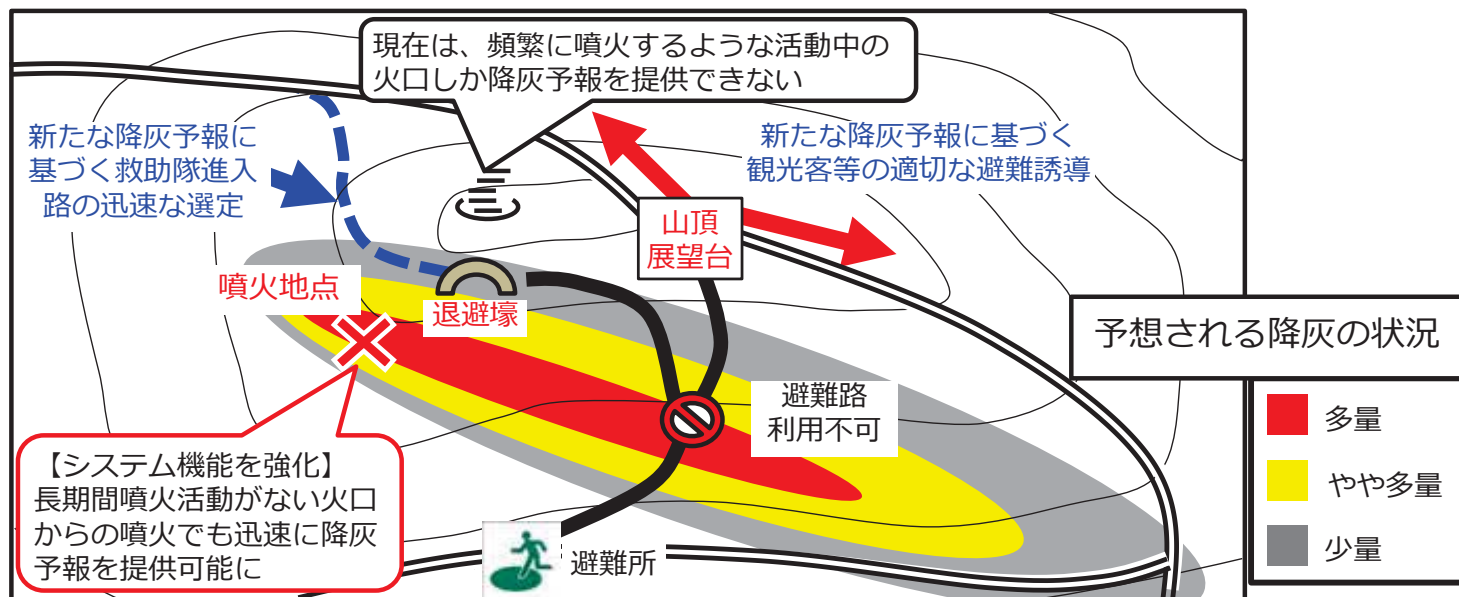 現在は、頻繁に噴火するような活動中の
火口しか降灰予報を提供できない
新たな降灰予報に
基づく救助隊進入
路の迅速な選定
新たな降灰予報に基づく
観光客等の適切な避難誘導
山頂
展望台
噴火地点
退避壕
予想される降灰の状況
避難路
利用不可
多量
やや多量
少量
【システム機能を強化】
長期間噴火活動がない火口
からの噴火でも迅速に降灰
予報を提供可能に
避難所